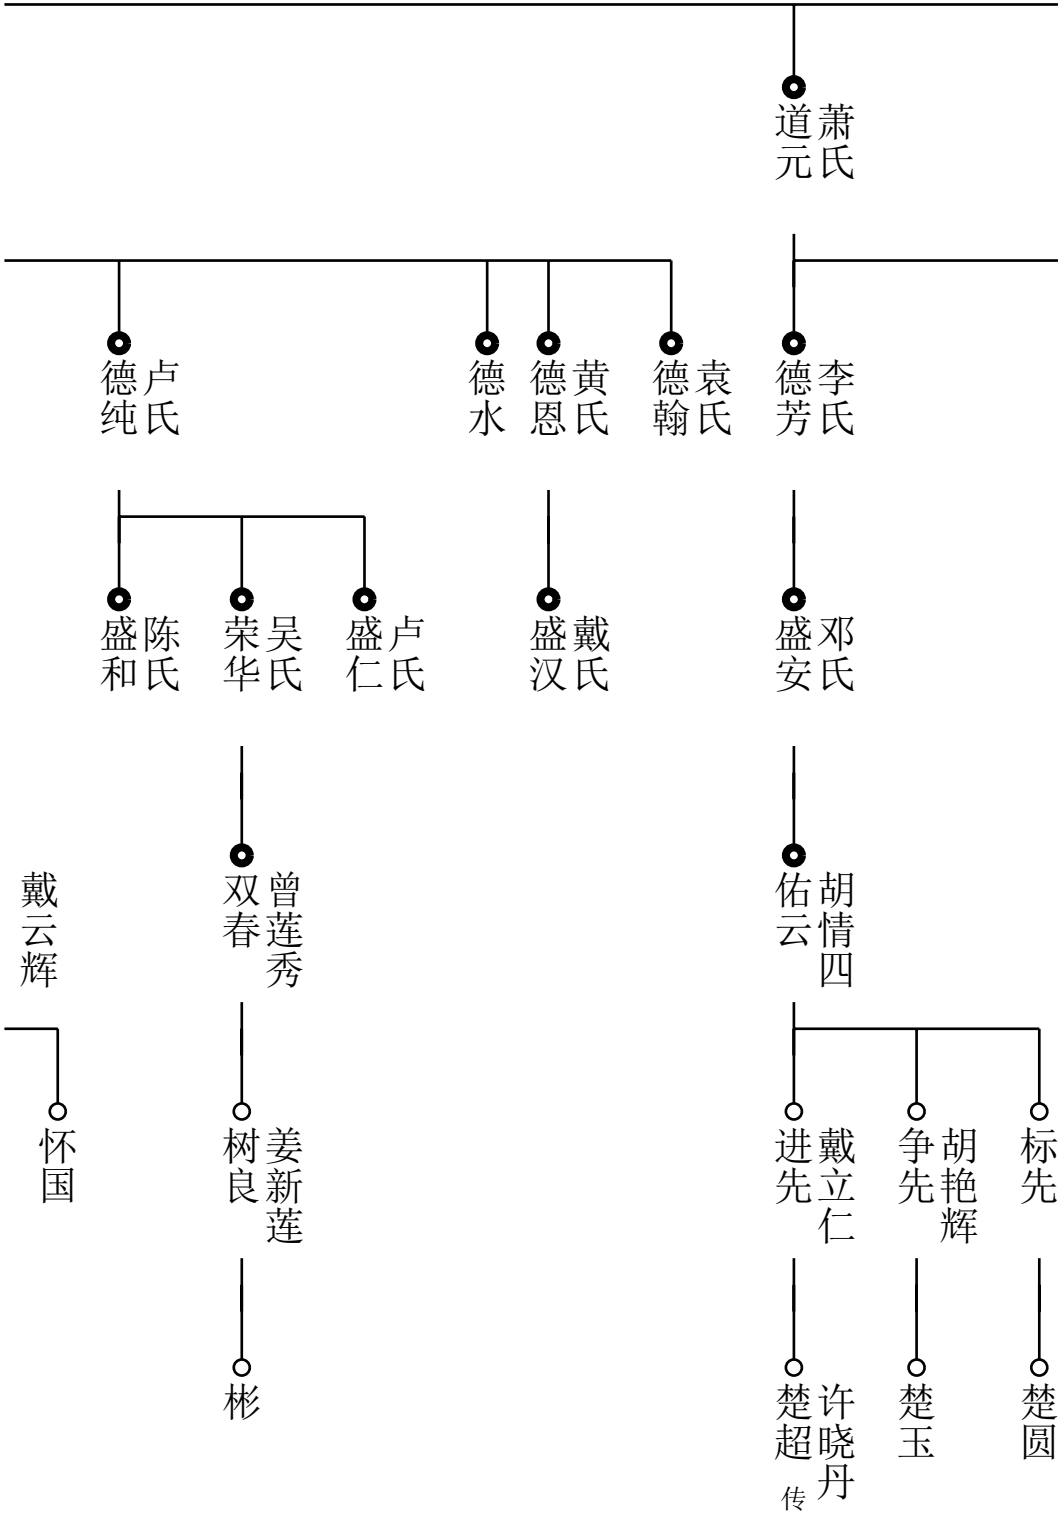 道元
萧氏
德纯
卢氏
德水
德恩
黄氏
德翰
袁氏
德芳
李氏
盛和
陈氏
荣华
吴氏
盛仁
卢氏
盛汉
戴氏
盛安
邓氏
戴云辉
双春
曾莲秀
佑云
胡情四
怀国
树良
姜新莲
进先
戴立仁
争先
胡艳辉
标先
彬
楚超
传
许晓丹
楚玉
楚圆